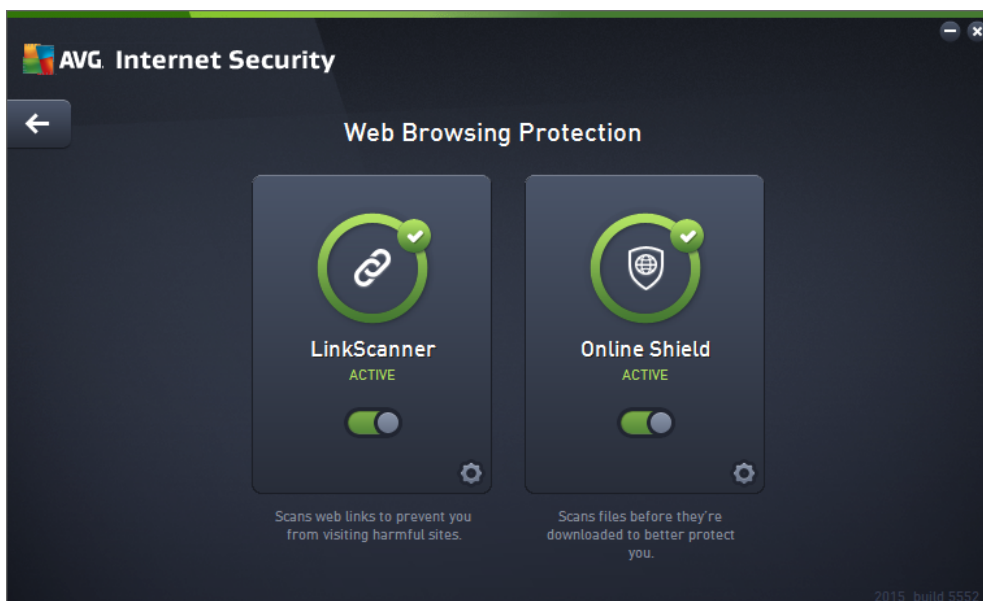 AVG. Internet Security
Web Browsing Protection
LinkScanner
ACTIVE
Scans web links to prevent you
from visiting harmful sites.
Online Shield
ACTIVE
Scans files before they're
downloaded to better protect
you.
2015 build 5552